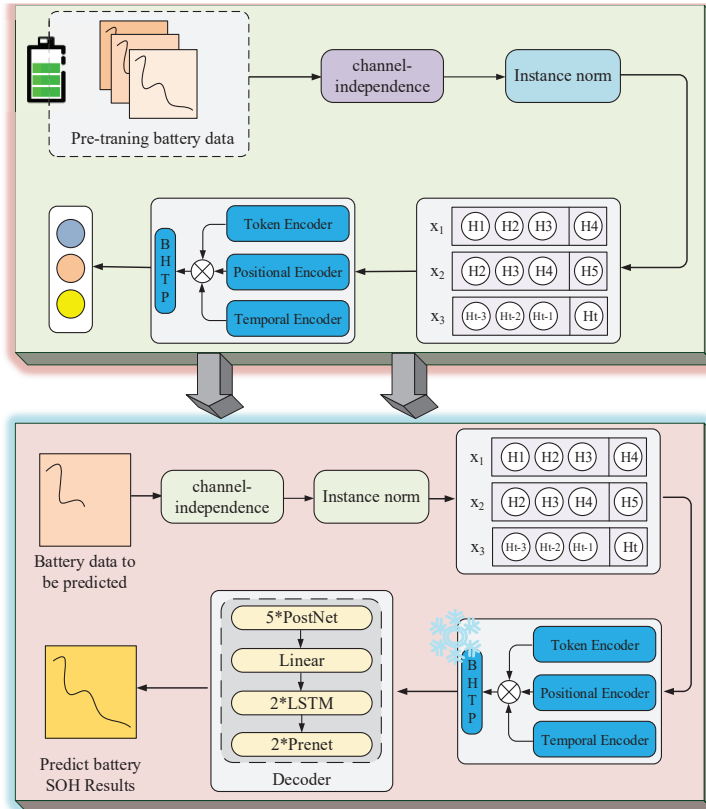 Pre-traning battery data
channel-
independence
Instance norm
x1 H1 H2 H3 H4
x2 H2 H3 H4 H5
x3 Ht-3 Ht-2 Ht-1 Ht
Token Encoder
Positional Encoder
Temporal Encoder
BHTP
Battery data to
be predicted
channel-
independence
Instance norm
x1 H1 H2 H3 H4
x2 H2 H3 H4 H5
x3 Ht-3 Ht-2 Ht-1 Ht
Token Encoder
Positional Encoder
Temporal Encoder
BHTP
5*PostNet
Linear
2*LSTM
2*Prenet
Decoder
Predict battery
SOH Results